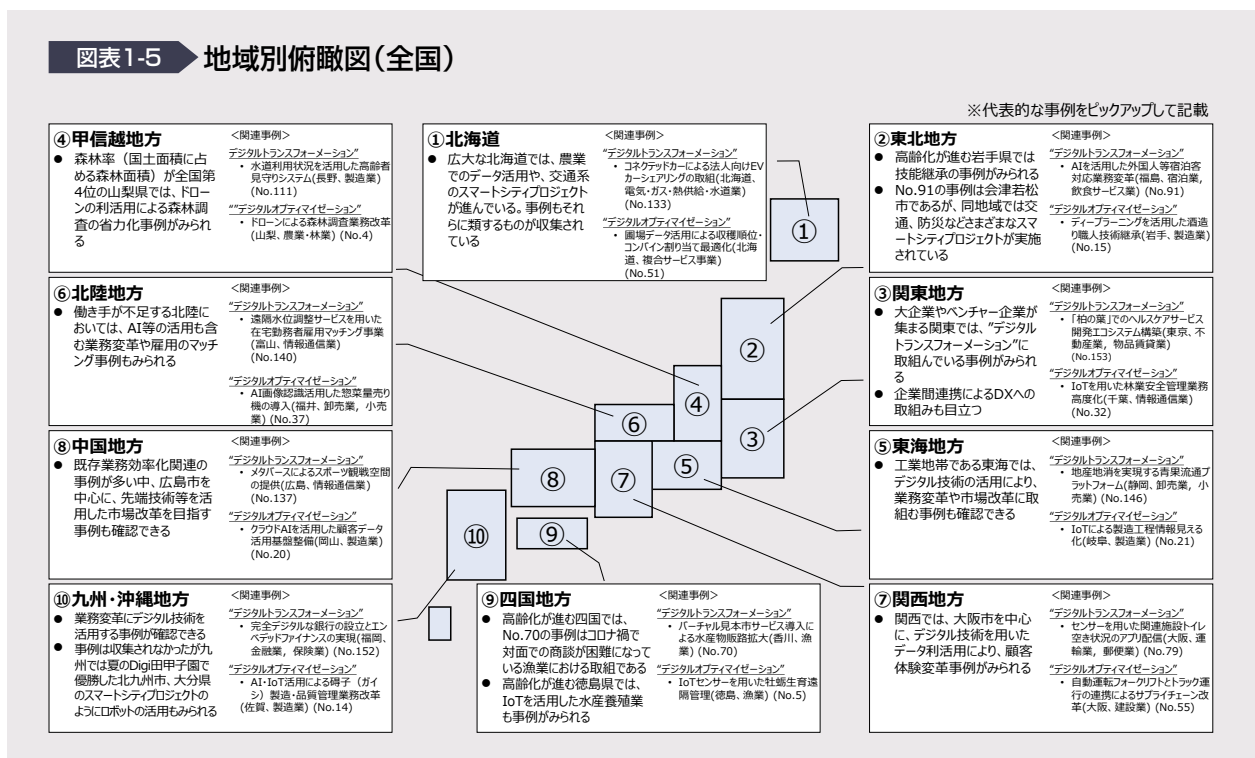 図表1-5 地域別俯瞰図(全国)
※代表的な事例をピックアップして記載
④甲信越地方
● 森林率（国土面積に占
める森林面積）が全国第
4位の山梨県では、ドロー
ンの利活用による森林調
査の省力化事例がみられ
る
<関連事例>
デジタルトランスフォーメーション”
・ 水道利用状況を活用した高齢者
見守りシステム(長野、製造業)
(No.111)
“”デジタルオプティマイゼーション”
・ ドローンによる森林調査業務改革
(山梨、農業・林業) (No.4)
①北海道
● 広大な北海道では、農業
でのデータ活用や、交通系
のスマートシティプロジェクト
が進んでいる。事例もそれ
らに類するものが収集され
ている
<関連事例>
“デジタルトランスフォーメーション”
・ コネクテッドカーによる法人向けEV
カーシェアリングの取組(北海道、
電気・ガス・熱供給・水道業)
(No.133)
“デジタルオプティマイゼーション”
・ 圃場データ活用による収穫順位・
コンバイン割り当て最適化(北海
道、複合サービス事業)
(No.51)
②東北地方
● 高齢化が進む岩手県では
技能継承の事例がみられる
● No.91の事例は会津若松
市であるが、同地域では交
通、防災などさまざまなスマ
ートシティプロジェクトが実施
されている
<関連事例>
“デジタルトランスフォーメーション”
・ AIを活用した外国人等宿泊客
対応業務変革(福島、宿泊業,
飲食サービス業) (No.91)
“デジタルオプティマイゼーション”
・ ディープラーニングを活用した酒造
り職人技術継承(岩手、製造業)
(No.15)
⑥北陸地方
● 働き手が不足する北陸に
おいては、AI等の活用も含
む業務変革や雇用のマッチ
ング事例もみられる
<関連事例>
“デジタルトランスフォーメーション”
・ 遠隔水位調整サービスを用いた
在宅勤務者雇用マッチング事業
(富山、情報通信業)
(No.140)
“デジタルオプティマイゼーション”
・ AI画像認識活用した惣菜量売り
機の導入(福井、卸売業，小売
業) (No.37)
③関東地方
● 大企業やベンチャー企業が
集まる関東では、”デジタル
トランスフォーメーション”に
取組んでいる事例がみられ
る
● 企業間連携によるDXへの
取組みも目立つ
<関連事例>
“デジタルトランスフォーメーション”
・ 「柏の葉」でのヘルスケアサービス
開発エコシステム構築(東京、不
動産業，物品賃貸業)
(No.153)
“デジタルオプティマイゼーション”
・ IoTを用いた林業安全管理業務
高度化(千葉、情報通信業)
(No.32)
⑧中国地方
● 既存業務効率化関連の
事例が多い中、広島市を
中心に、先端技術等を活
用した市場改革を目指す
事例も確認できる
<関連事例>
“デジタルトランスフォーメーション”
・ メタバースによるスポーツ観戦空間
の提供(広島、情報通信業)
(No.137)
“デジタルオプティマイゼーション”
・ クラウドAIを活用した顧客データ
活用基盤整備(岡山、製造業)
(No.20)
⑤東海地方
● 工業地帯である東海では、
デジタル技術の活用により、
業務変革や市場改革に取
組む事例も確認できる
<関連事例>
“デジタルトランスフォーメーション”
・ 地産地消を実現する青果流通プ
ラットフォーム(静岡、卸売業，小
売業) (No.146)
“デジタルオプティマイゼーション”
・ IoTによる製造工程情報見える
化(岐阜、製造業) (No.21)
⑩九州・沖縄地方
● 業務変革にデジタル技術を
活用する事例が確認できる
● 事例は収集されなかったが九
州では夏のDigi田甲子園で
優勝した北九州市、大分県
のスマートシティプロジェクトの
ようにロボットの活用もみられる
<関連事例>
“デジタルトランスフォーメーション”
・ 完全デジタルな銀行の設立とエン
ベデッドファイナンスの実現(福岡、
金融業，保険業) (No.152)
“デジタルオプティマイゼーション”
・ AI・IoT活用による碍子（ガイ
シ）製造・品質管理業務改革
(佐賀、製造業) (No.14)
⑨四国地方
● 高齢化が進む四国では、
No.70の事例はコロナ禍で
対面での商談が困難になって
いる漁業における取組である
● 高齢化が進む徳島県では、
IoTを活用した水産養殖業
も事例がみられる
<関連事例>
“デジタルトランスフォーメーション”
・ バーチャル見本市サービス導入に
よる水産物販路拡大(香川、漁
業) (No.70)
“デジタルオプティマイゼーション”
・ IoTセンサーを用いた牡蛎生育遠
隔管理(徳島、漁業) (No.5)
⑦関西地方
● 関西では、大阪市を中心
に、デジタル技術を用いた
データ利活用により、顧客
体験変革事例がみられる
<関連事例>
“デジタルトランスフォーメーション”
・ センサーを用いた関連施設トイレ
空き状況のアプリ配信(大阪、運
輸業，郵便業) (No.79)
“デジタルオプティマイゼーション”
・ 自動運転フォークリフトとトラック運
行の連携によるサプライチェーン改
革(大阪、建設業) (No.55)
①
②
④
③
⑥
⑤
⑧
⑦
⑩
⑨